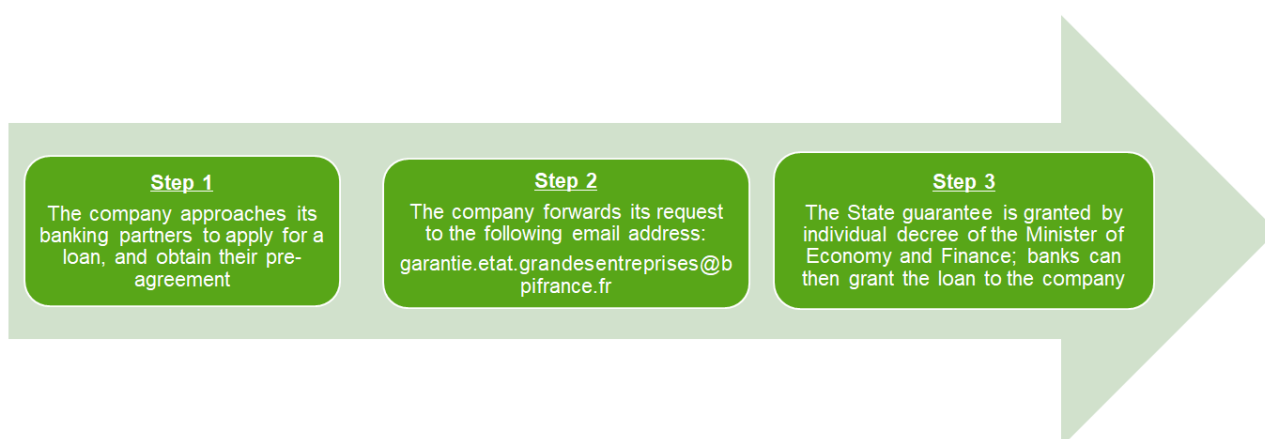 Step 1
The company approaches its
banking partners to apply for a
loan, and obtain their pre-
agreement
Step 2
The company forwards its request
to the following email address:
garantie.etat.grandesentreprises@b
pifrance.fr
Step 3
The State guarantee is granted by
individual decree of the Minister of
Economy and Finance; banks can
then grant the loan to the company